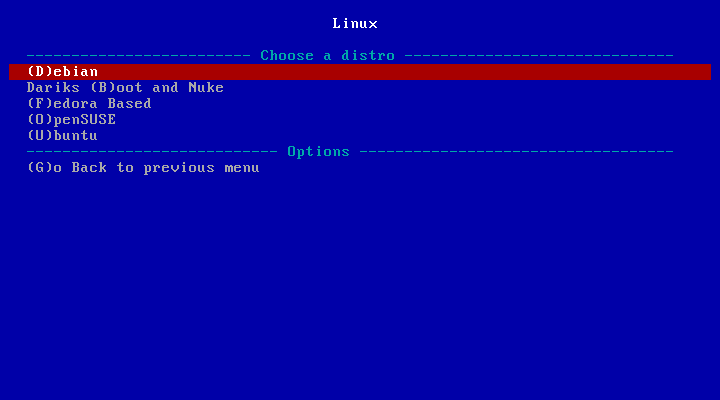 Linux
------------------------- Choose a distro ------------------------------
(D)ebian
Dariks (B)oot and Nuke
(F)edora Based
(O)penSUSE
(U)buntu
---------------------------- Options -----------------------------------
(G)o Back to previous menu